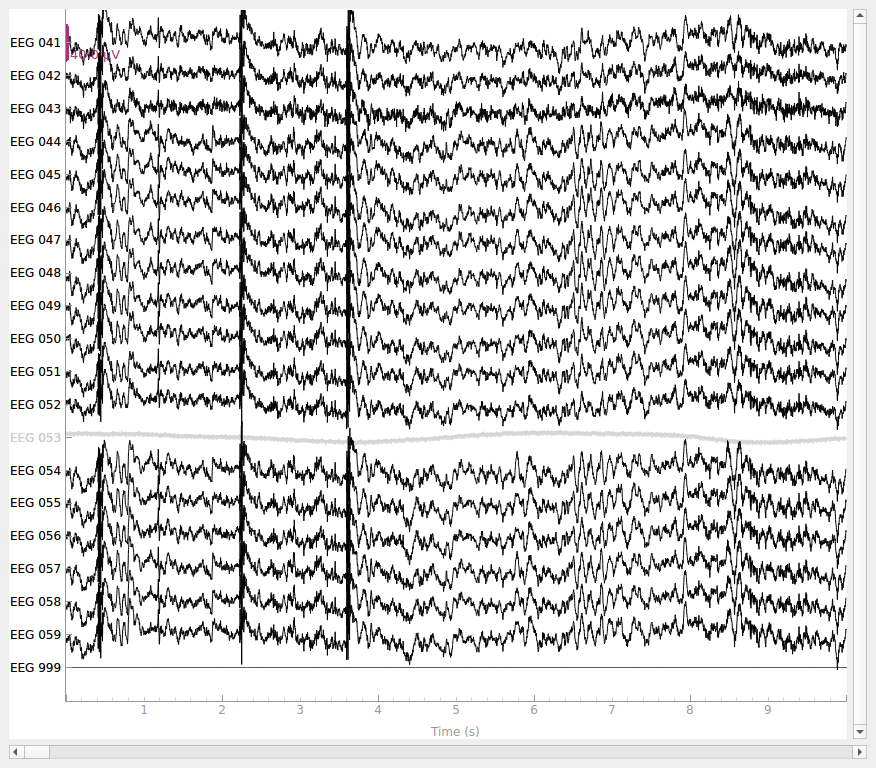 EEG 041
40.0 µV
EEG 042
EEG 043
EEG 044
EEG 045
EEG 046
EEG 047
EEG 048
EEG 049
EEG 050
EEG 051
EEG 052
EEG 053
EEG 054
EEG 055
EEG 056
EEG 057
EEG 058
EEG 059
EEG 999
1 2 3 4 5 6 7 8 9
Time (s)